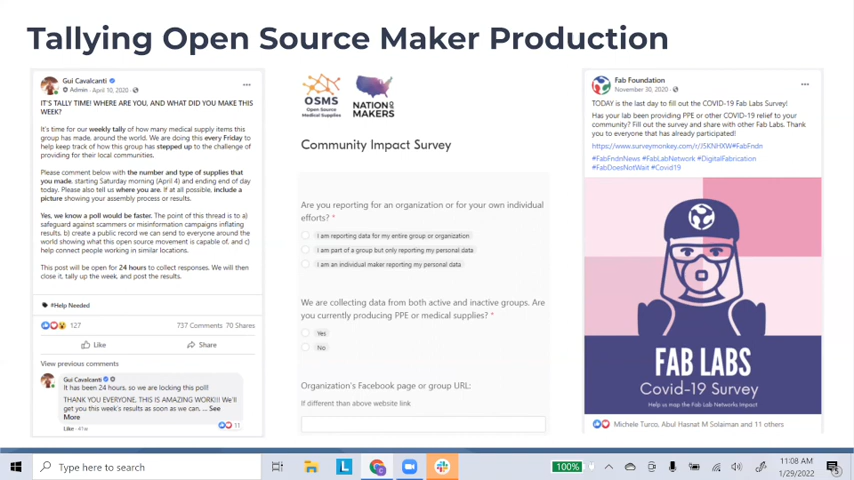 Tallying Open Source Maker Production
Gui Cavalcanti
Admin · April 10, 2020 ·
IT'S TALLY TIME! WHERE ARE YOU, AND WHAT DID YOU MAKE THIS
WEEK?
It's time for our weekly tally of how many medical supply items this
group has made, around the world. We are doing this every Friday to
help keep track of how this group has stepped up to the challenge of
providing for their local communities.
Please comment below with the number and type of supplies that
you made, starting Saturday morning (April 4) and ending end of day
today. Please also tell us where you are. If at all possible, include a
picture showing your assembly process or results.
Yes, we know a poll would be faster. The point of this thread is to a)
safeguard against scammers or misinformation campaigns inflating
results, b) create a public record we can send to everyone around the
world showing what this open source movement is capable of, and c)
help connect people working in similar locations.
This post will be open for 24 hours to collect responses. We will then
close it, tally up the week, and post the results.
#Help Needed
127
737 Comments 70 Shares
Like
Share
View previous comments
Gui Cavalcanti
It has been 24 hours, so we are locking this poll!
THANK YOU EVERYONE, THIS IS AMAZING WORK!!! We'll
get you this week's results as soon as we can. ... See
More
11
Like · 41w
OSMS
Open Source
Medical Supplies
NATION OF
MAKERS
Community Impact Survey
Are you reporting for an organization or for your own individual
efforts? *
I am reporting data for my entire group or organization
I am part of a group but only reporting my personal data
I am an individual maker reporting my personal data
We are collecting data from both active and inactive groups. Are
you currently producing PPE or medical supplies? *
Yes
No
Organization's Facebook page or group URL:
If different than above website link
Fab Foundation
November 30, 2020 ·
TODAY is the last day to fill out the COVID-19 Fab Labs Survey!
Has your lab been providing PPE or other COVID-19 relief to your
community? Fill out the survey and share with other Fab Labs. Thank
you to everyone that has already participated!
https://www.surveymonkey.com/r/J5KNHXW#FabFndn
#FabFndnNews #FabLabNetwork #DigitalFabrication
#FabDoesNotWait #Covid19
FAB LABS
Covid-19 Survey
Help us map the Fab Lab Networks Impact
Michele Turco, Abul Hasnat M Solaiman and 11 others
Type here to search
L
100%
11:08 AM
1/29/2022